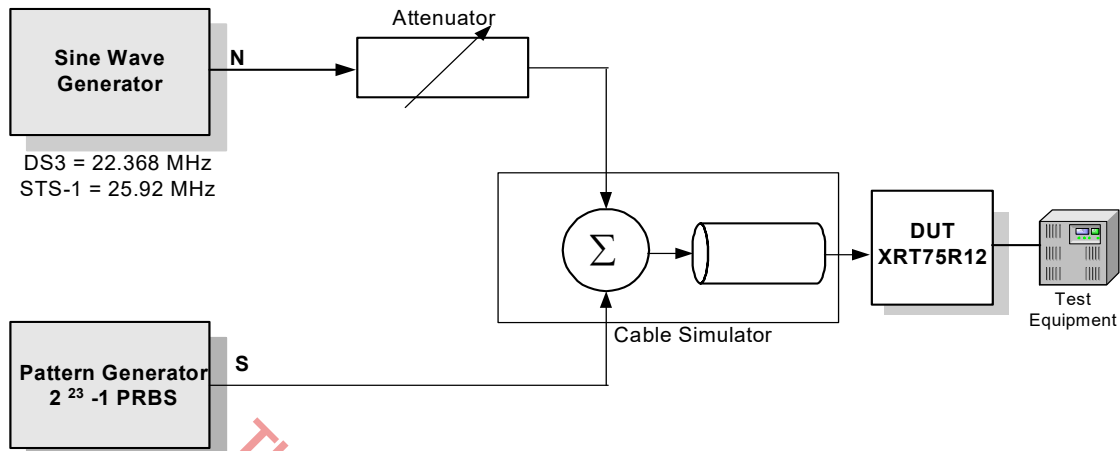 Attenuator
Sine Wave
Generator
N
DS3 = 22.368 MHz
STS-1 = 25.92 MHz
Σ
DUT
XRT75R12
Test
Equipment
Cable Simulator
Pattern Generator
2 23 -1 PRBS
S